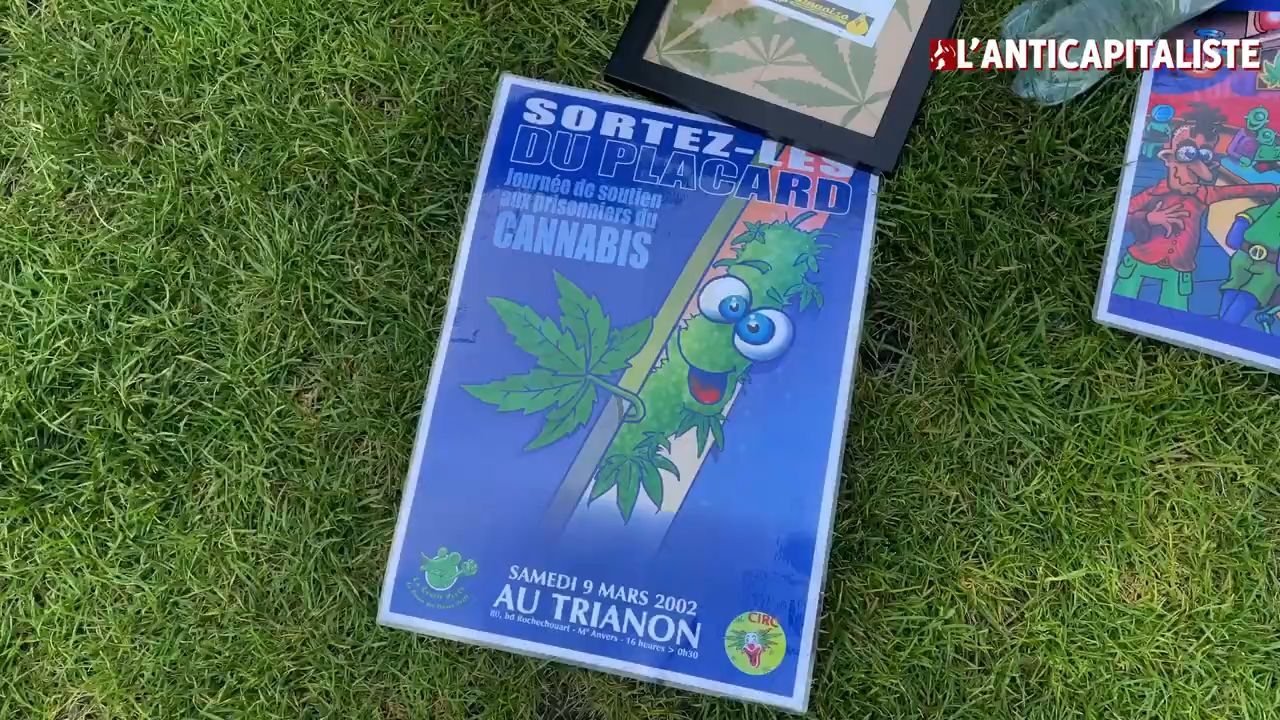 L'ANTICAPITALISTE
SORTEZ-LES
DU PLACARD
Journée de soutien
aux prisonniers du
CANNABIS
SAMEDI 9 MARS 2002
AU TRIANON
80, bd Rochechouart - M° Anvers - 16 heures > 0h30
CIRC